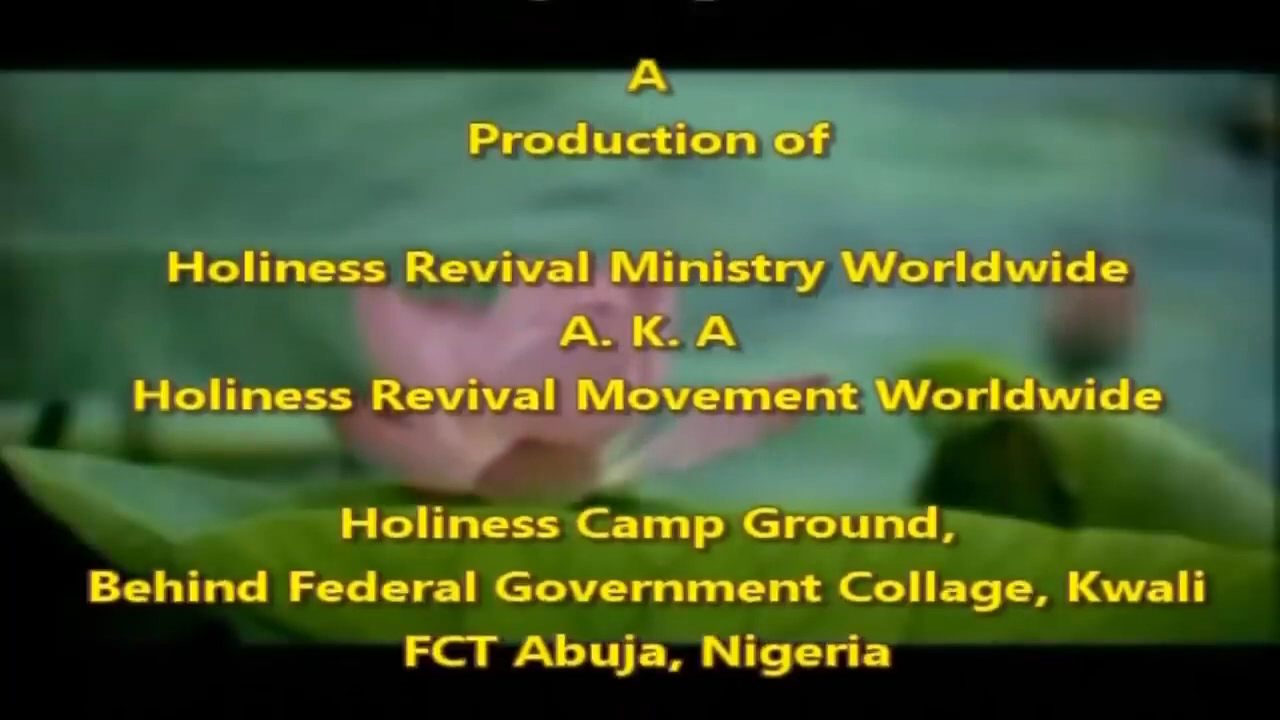 A
Production of
Holiness Revival Ministry Worldwide
A. K. A
Holiness Revival Movement Worldwide
Holiness Camp Ground,
Behind Federal Government Collage, Kwali
FCT Abuja, Nigeria